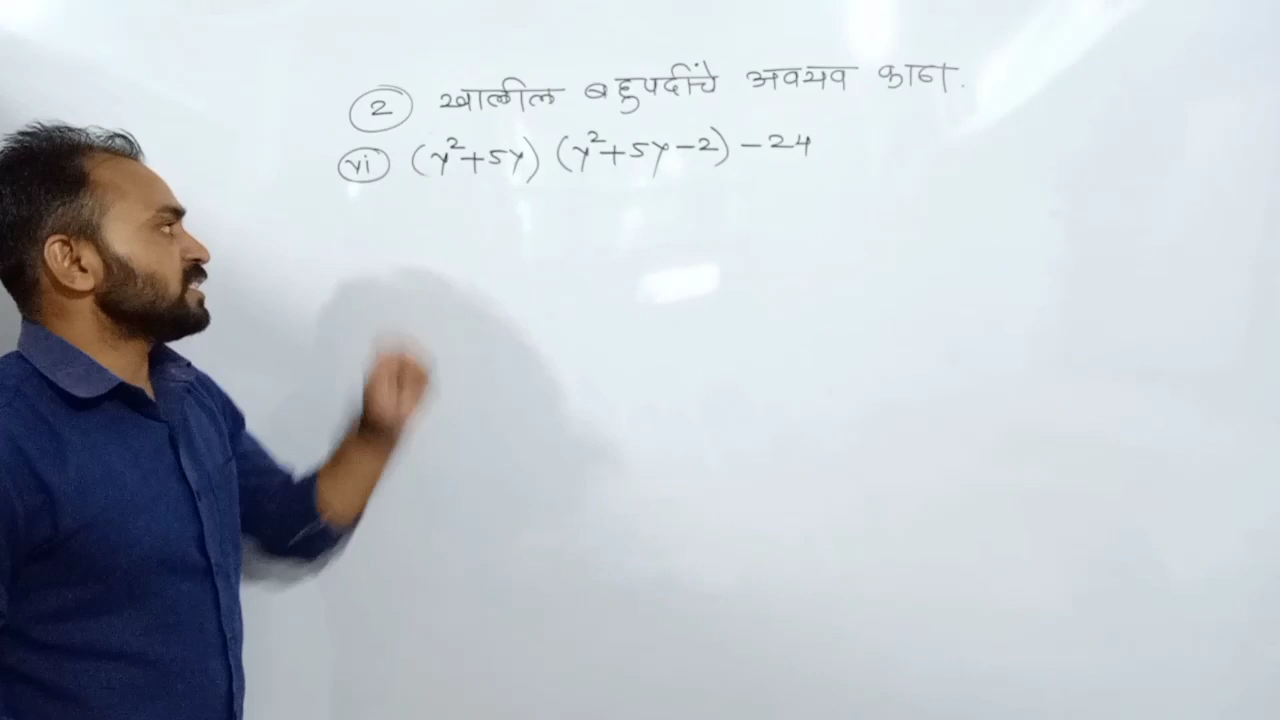 2 खालील बहुपदींचे अवयव काढा.
vi (y²+5y) (y²+5y-2) -24